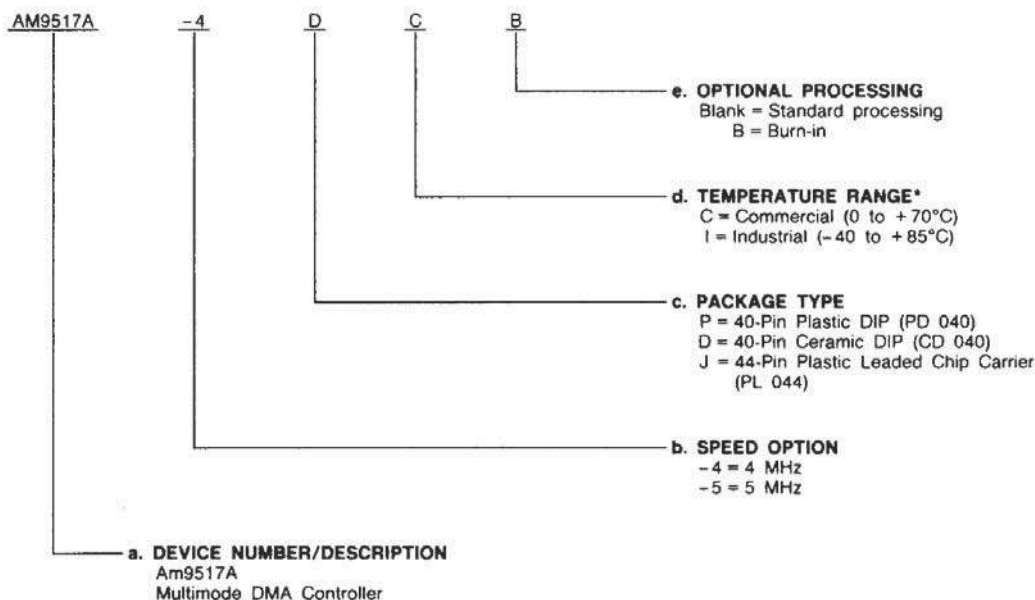 AM9517A -4 D C B
e. OPTIONAL PROCESSING
Blank = Standard processing
B = Burn-in
d. TEMPERATURE RANGE*
C = Commercial (0 to +70°C)
I = Industrial (-40 to +85°C)
c. PACKAGE TYPE
P = 40-Pin Plastic DIP (PD 040)
D = 40-Pin Ceramic DIP (CD 040)
J = 44-Pin Plastic Leaded Chip Carrier
(PL 044)
b. SPEED OPTION
-4 = 4 MHz
-5 = 5 MHz
a. DEVICE NUMBER/DESCRIPTION
Am9517A
Multimode DMA Controller